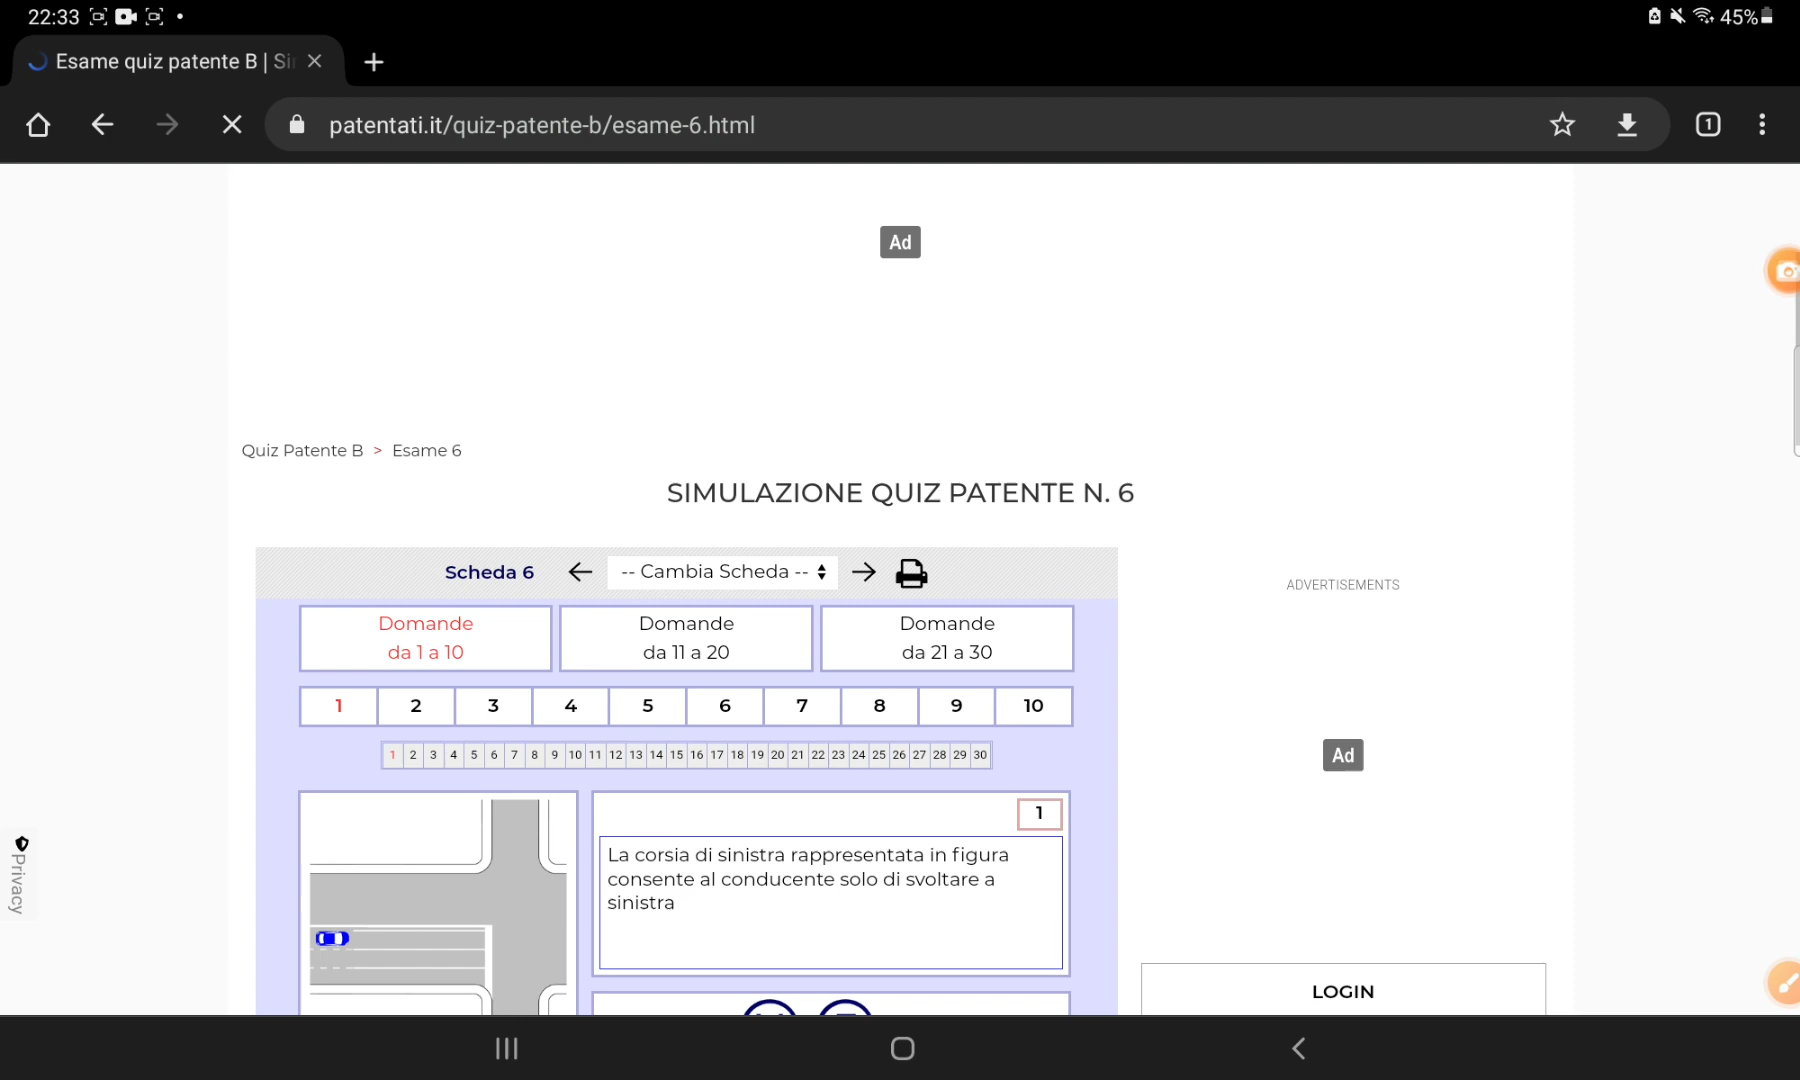 22:33
45%
Esame quiz patente B | Si
patentati.it/quiz-patente-b/esame-6.html
1
Ad
Quiz Patente B > Esame 6
SIMULAZIONE QUIZ PATENTE N. 6
Scheda 6
-- Cambia Scheda --
ADVERTISEMENTS
Domande
da 1 a 10
Domande
da 11 a 20
Domande
da 21 a 30
1 2 3 4 5 6 7 8 9 10
1 2 3 4 5 6 7 8 9 10 11 12 13 14 15 16 17 18 19 20 21 22 23 24 25 26 27 28 29 30
Ad
1
La corsia di sinistra rappresentata in figura
consente al conducente solo di svoltare a
sinistra
Privacy
LOGIN